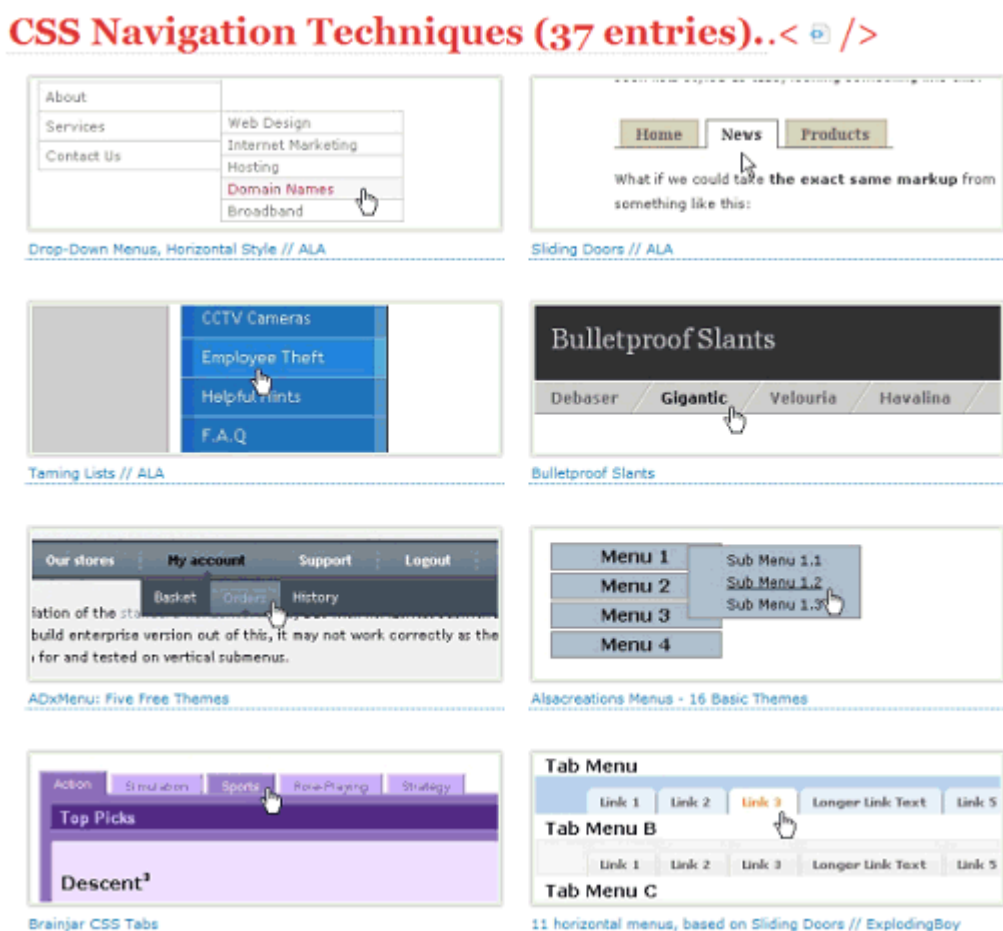 CSS Navigation Techniques (37 entries)..< />
About
Services
Contact Us
Web Design
Internet Marketing
Hosting
Domain Names
Broadband
Drop-Down Menus, Horizontal Style // ALA
Home News Products
What if we could take the exact same markup from
something like this:
Sliding Doors // ALA
CCTV Cameras
Employee Theft
Helpful Hints
F.A.Q
Taming Lists // ALA
Bulletproof Slants
Debaser Gigantic Velouria Havalina
Bulletproof Slants
Our stores My account Support Logout
Basket Orders History
iation of the
build enterprise version out of this, it may not work correctly as the
for and tested on vertical submenus.
ADxMenu: Five Free Themes
Menu 1
Menu 2
Menu 3
Menu 4
Sub Menu 1.1
Sub Menu 1.2
Sub Menu 1.3
Alsacreations Menus - 16 Basic Themes
Action Simulation Sports Role-Playing Strategy
Top Picks
Descent³
Brainjar CSS Tabs
Tab Menu
Link 1 Link 2 Link 3 Longer Link Text Link 5
Tab Menu B
Link 1 Link 2 Link 3 Longer Link Text Link 5
Tab Menu C
11 horizontal menus, based on Sliding Doors // ExplodingBoy